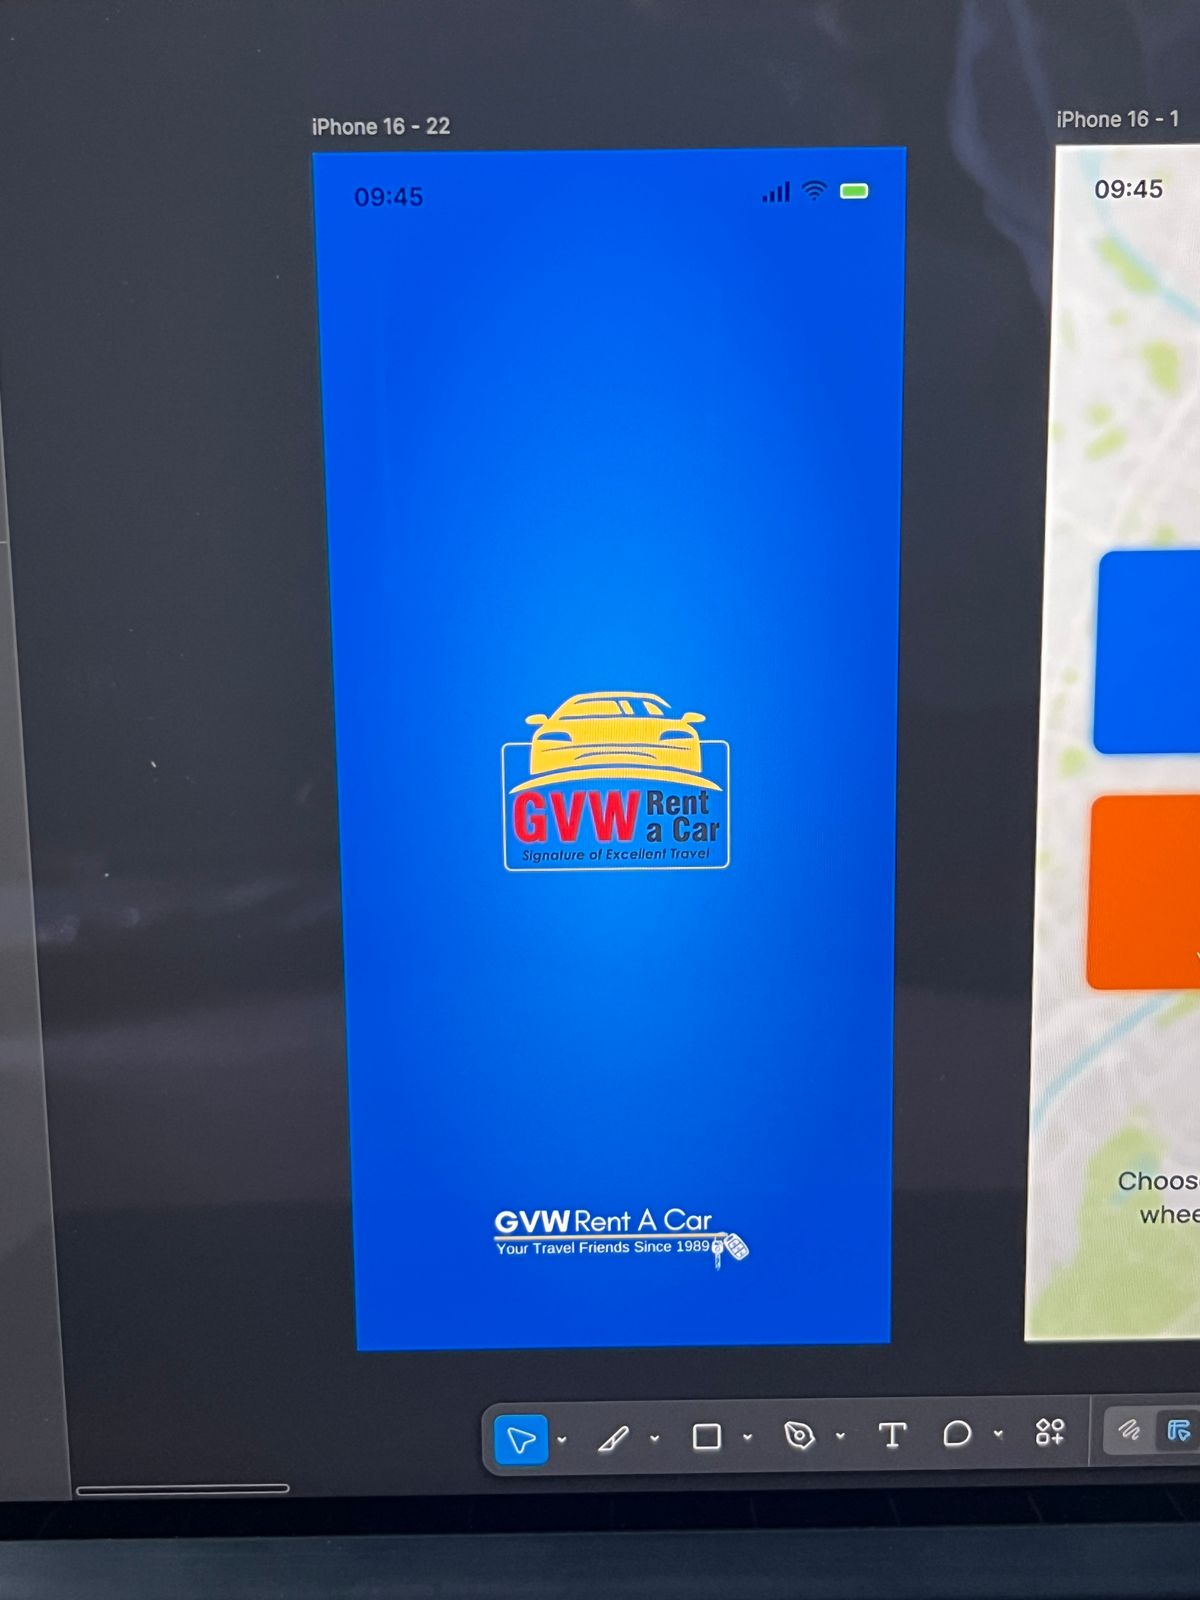 iPhone 16 - 22
iPhone 16 - 1
09:45
09:45
GVW Rent
a Car
Signature of Excellent Travel
Choos
whee
GVW Rent A Car
Your Travel Friends Since 1989
T